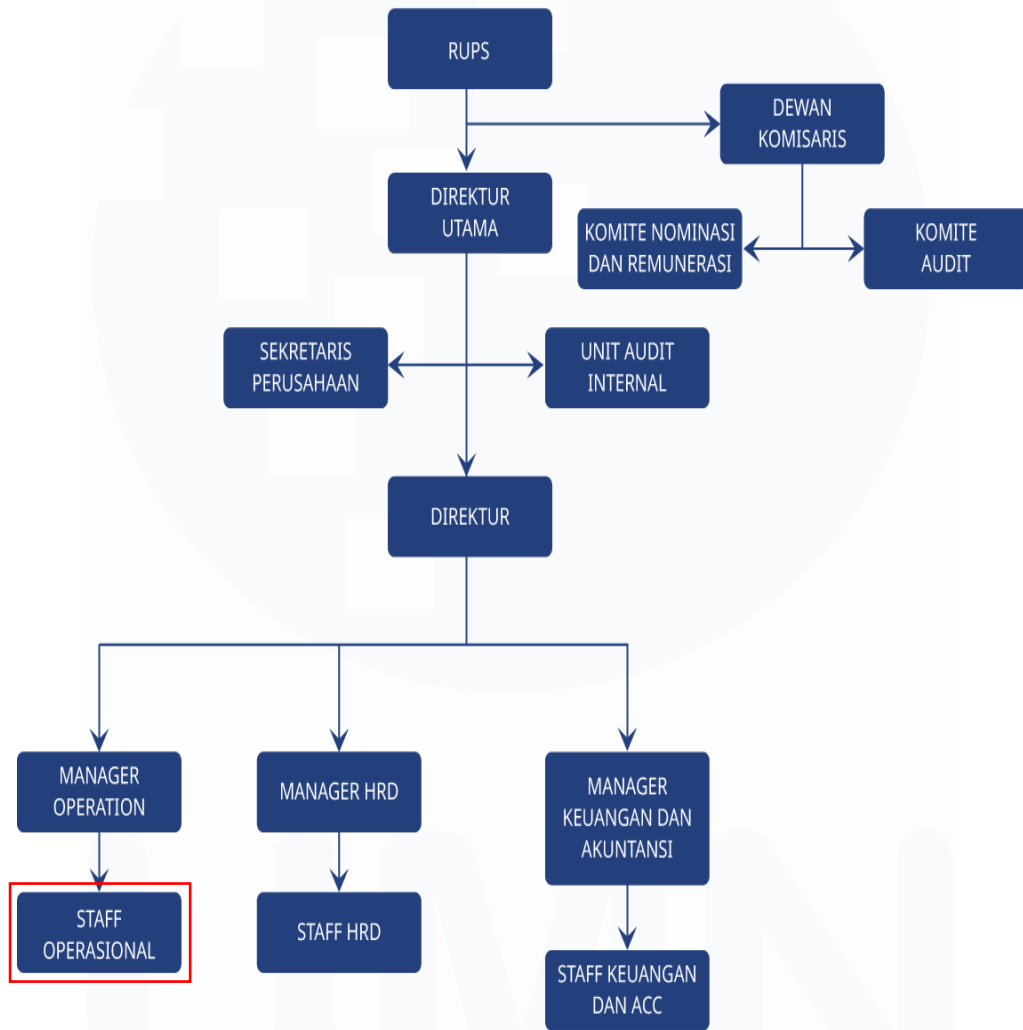 RUPS
DEWAN
KOMISARIS
DIREKTUR
UTAMA
KOMITE NOMINASI
DAN REMUNERASI
KOMITE
AUDIT
SEKRETARIS
PERUSAHAAN
UNIT AUDIT
INTERNAL
DIREKTUR
MANAGER
OPERATION
MANAGER HRD
MANAGER
KEUANGAN DAN
AKUNTANSI
STAFF
OPERASIONAL
STAFF HRD
STAFF KEUANGAN
DAN ACC
UMN